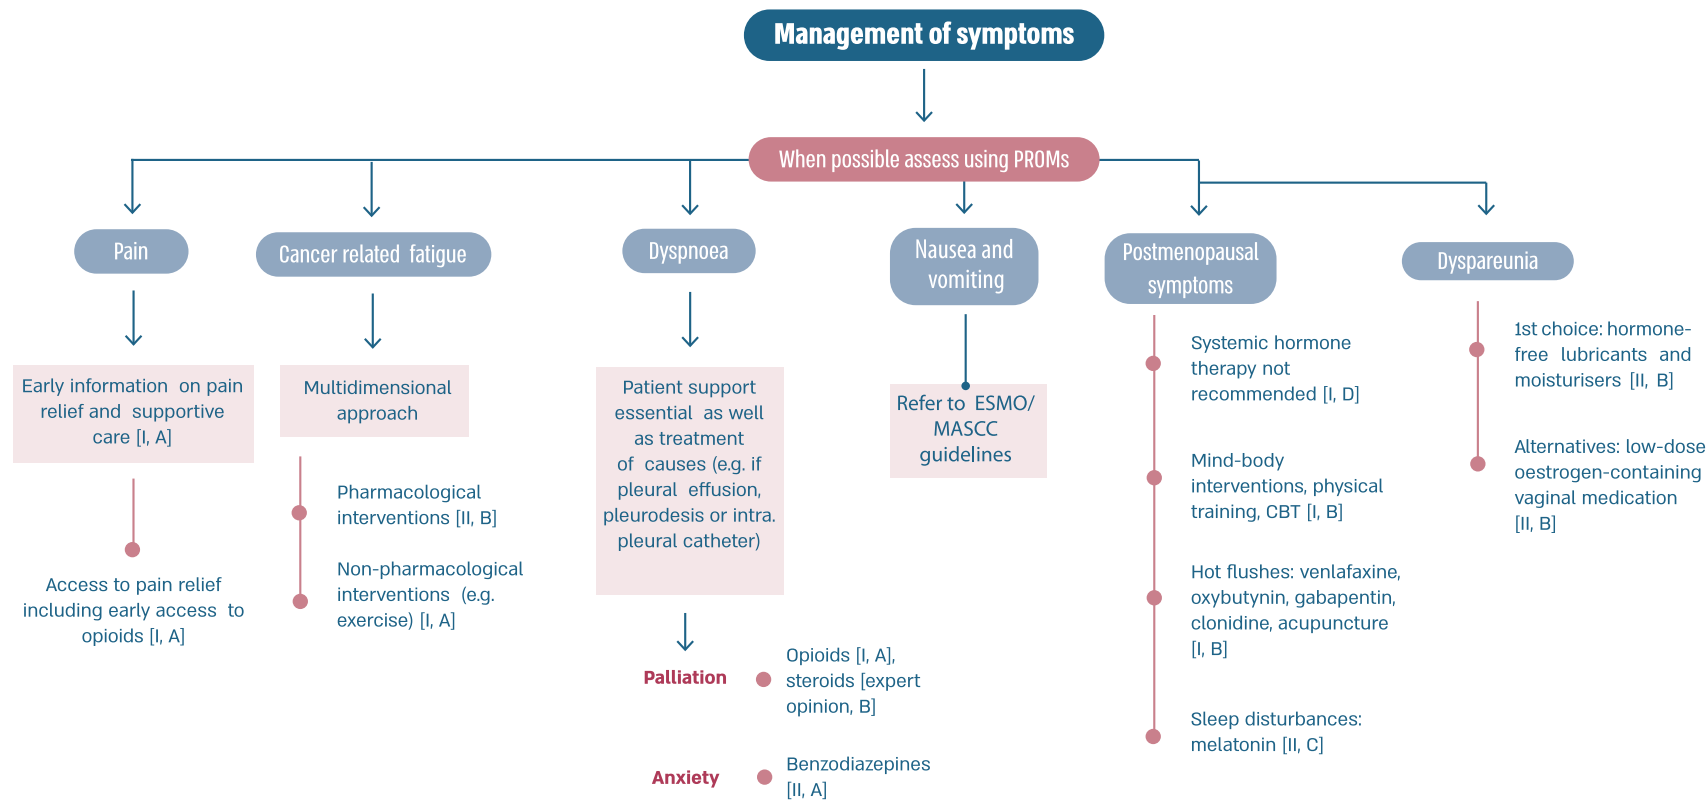 Management of symptoms
When possible assess using PROMs
Pain
Early information on pain
relief and supportive
care [I, A]
Access to pain relief
including early access to
opioids [I, A]
Cancer related fatigue
Multidimensional
approach
Pharmacological
interventions [II, B]
Non-pharmacological
interventions (e.g.
exercise) [I, A]
Dyspnoea
Patient support
essential as well
as treatment
of causes (e.g. if
pleural effusion,
pleurodesis or intra.
pleural catheter)
Palliation
Opioids [I, A],
steroids [expert
opinion, B]
Anxiety
Benzodiazepines
[II, A]
Nausea and
vomiting
Refer to ESMO/
MASCC
guidelines
Postmenopausal
symptoms
Systemic hormone
therapy not
recommended [I, D]
Mind-body
interventions, physical
training, CBT [I, B]
Hot flushes: venlafaxine,
oxybutynin, gabapentin,
clonidine, acupuncture
[I, B]
Sleep disturbances:
melatonin [II, C]
Dyspareunia
1st choice: hormone-
free lubricants and
moisturisers [II, B]
Alternatives: low-dose
oestrogen-containing
vaginal medication
[II, B]